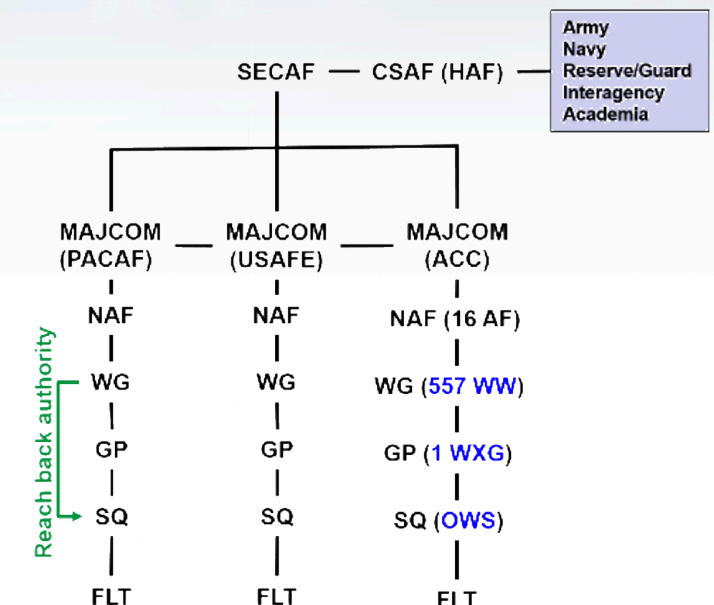 Army
Navy
Reserve/Guard
Interagency
Academia
SECAF
CSAF (HAF)
MAJCOM
(PACAF)
MAJCOM
(USAFE)
MAJCOM
(ACC)
NAF
NAF
NAF (16 AF)
WG
WG
WG (557 WW)
GP
GP
GP (1 WXG)
SQ
SQ
SQ (OWS)
FLT
FLT
FLT
Reach back authority